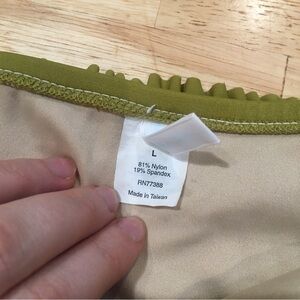 L
81% Nylon
19% Spandex
RN77388
Made in Taiwan